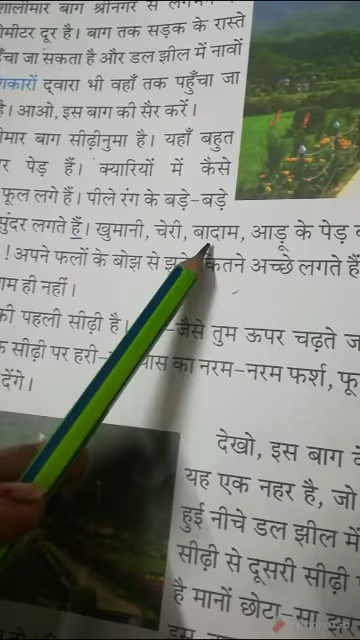 शालीमार बाग श्रीनगर से
मीटर दूर है। बाग तक सड़क के रास्ते
जा सकता है और डल झील में नावों
दूवारा भी वहाँ तक पहुँचा जा
है। आओ, इस बाग की सैर करें।
सीढ़ीनुमा है। यहाँ बहुत
पेड़ हैं। क्यारियों में कैसे
फूल लगे हैं। पीले रंग के बड़े-बड़े
सुंदर लगते हैं। खुमानी, चेरी, बादाम, आड़ू के पेड़
! अपने फलों के बोझ से कितने अच्छे लगते हैं
ही नहीं।
की पहली सीढ़ी है। -जैसे तुम ऊपर चढ़ते
सीढ़ी पर हरी- घास का नरम-नरम फर्श,
देंगे।
देखो, इस बाग
यह एक नहर है, जो
हुई नीचे डल झील में
सीढ़ी से दूसरी सीढ़ी
है मानों छोटा-सा